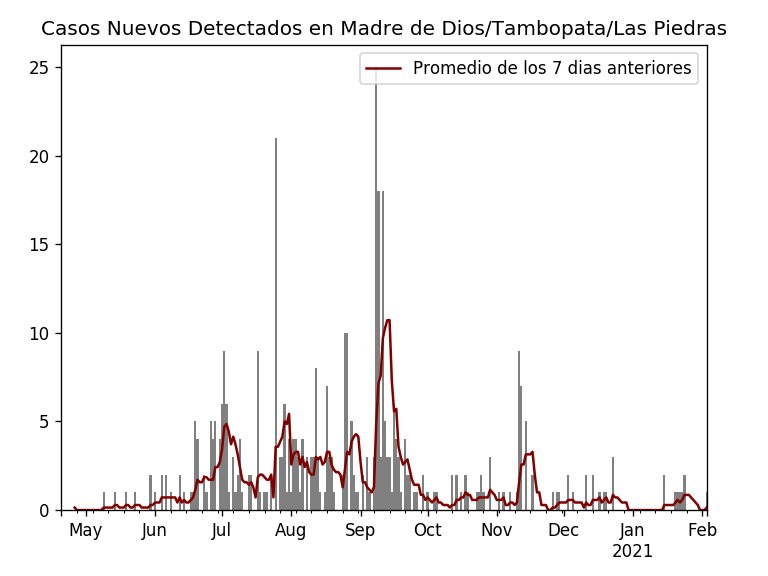 Casos Nuevos Detectados en Madre de Dios/Tambopata/Las Piedras
Promedio de los 7 dias anteriores
25
20
15
10
5
0
May Jun Jul Aug Sep Oct Nov Dec Jan Feb
2021